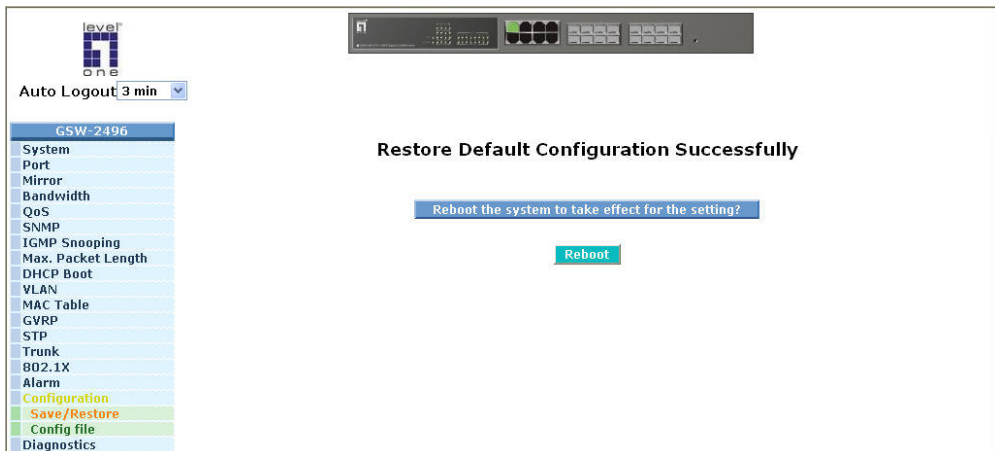 level
one
Auto Logout 3 min
GSW-2496
System
Port
Mirror
Bandwidth
QoS
SNMP
IGMP Snooping
Max. Packet Length
DHCP Boot
VLAN
MAC Table
GVRP
STP
Trunk
802.1X
Alarm
Configuration
Save/Restore
Config file
Diagnostics
Restore Default Configuration Successfully
Reboot the system to take effect for the setting?
Reboot